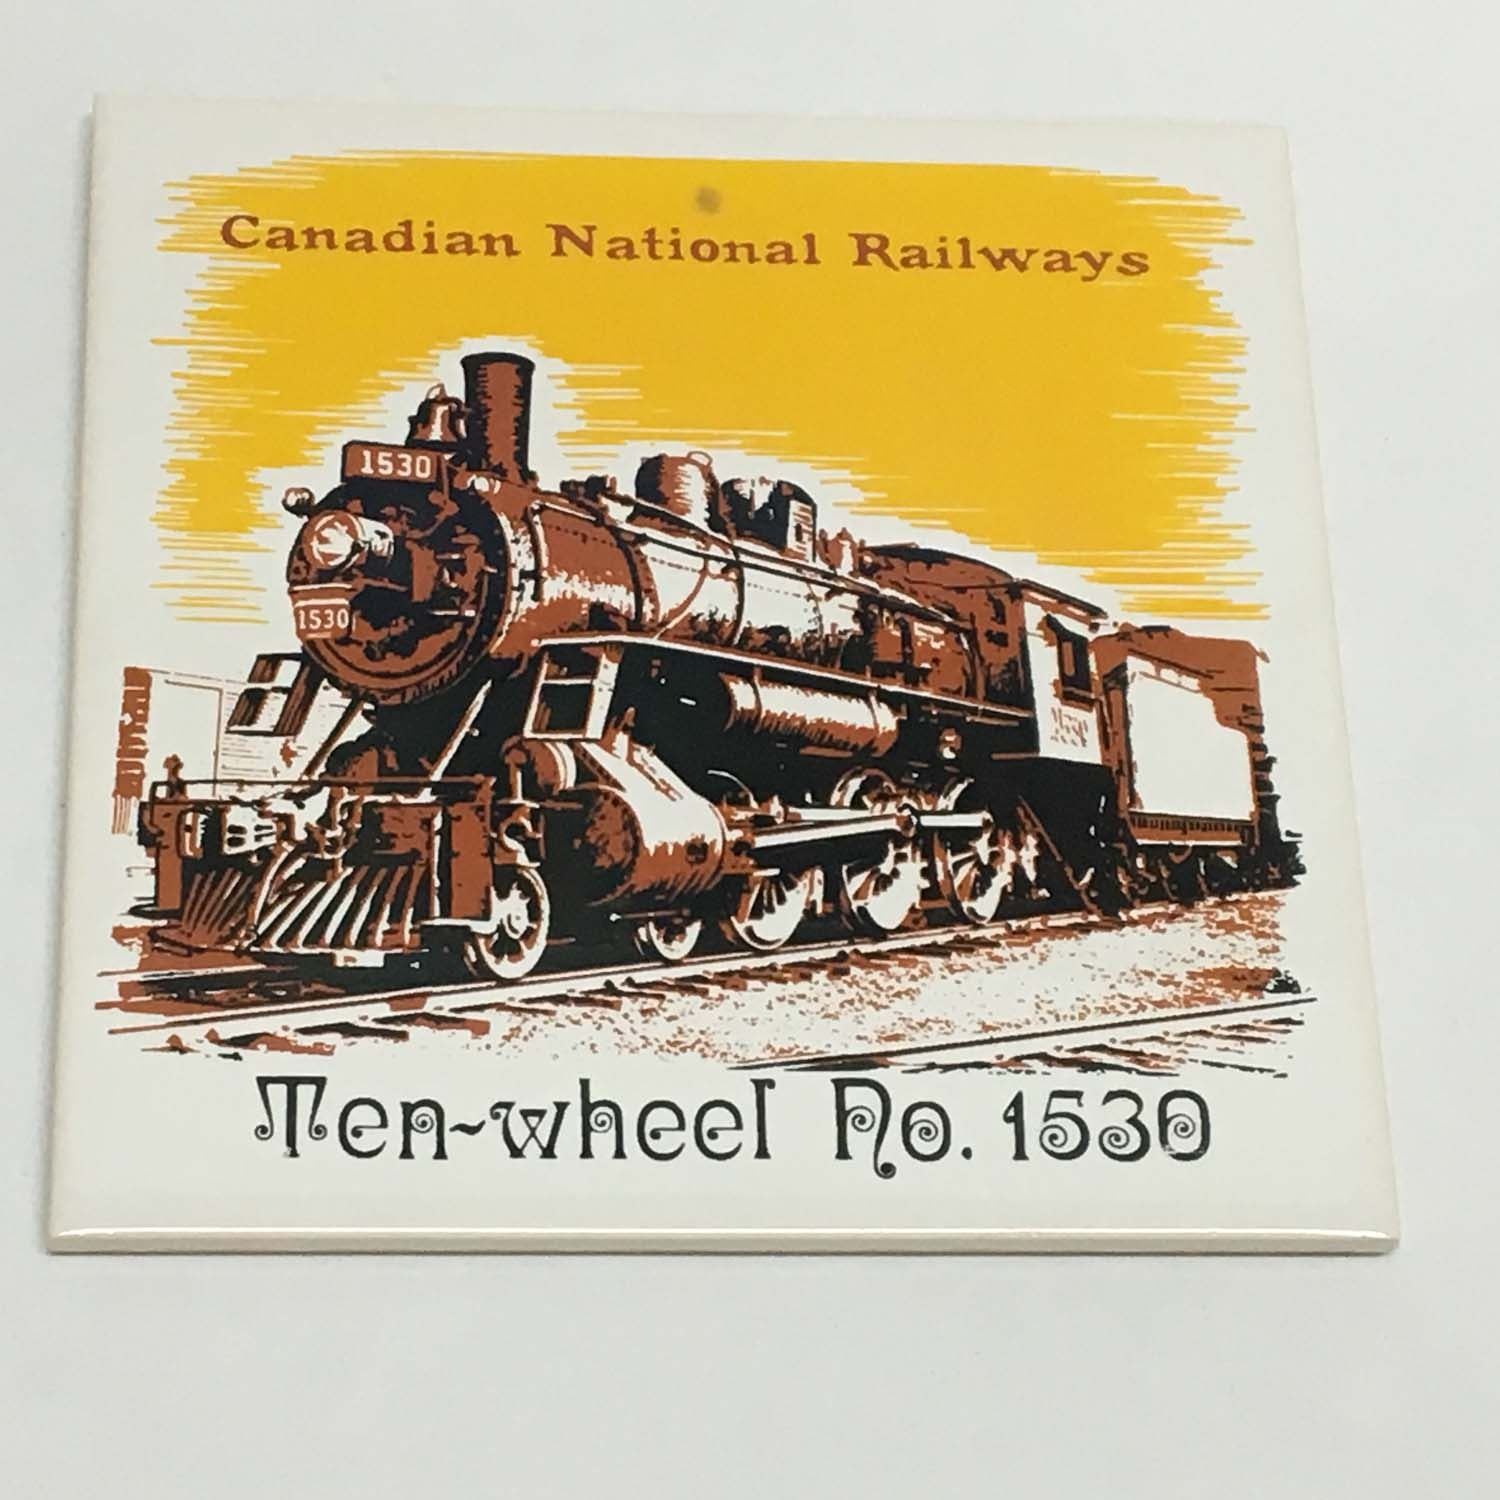 Canadian National Railways
1530
1530
Ten-wheel No. 1530